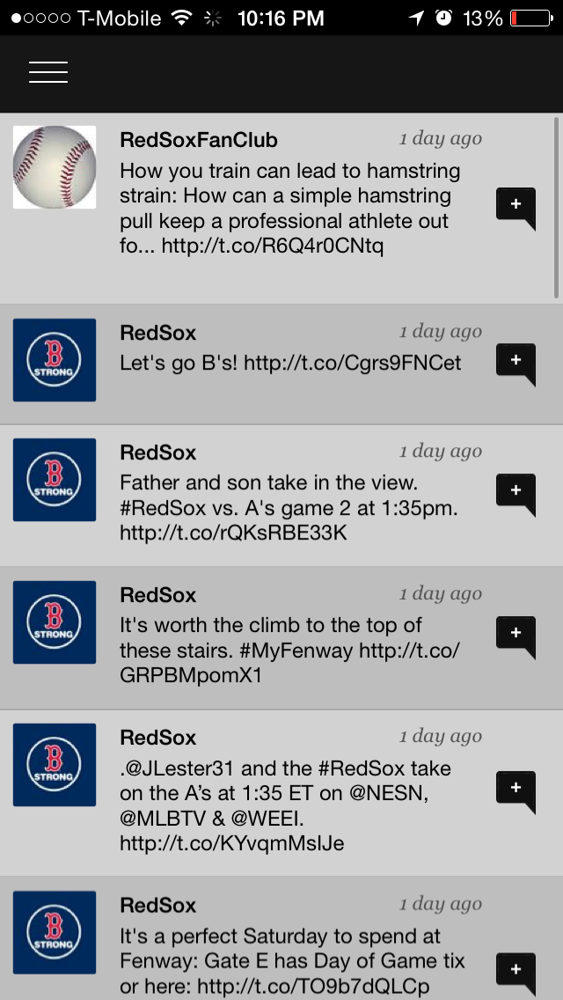 T-Mobile 10:16 PM 13%
RedSoxFanClub 1 day ago
How you train can lead to hamstring
strain: How can a simple hamstring
pull keep a professional athlete out
fo... http://t.co/R6Q4r0CNtq
B STRONG
RedSox 1 day ago
Let's go B's! http://t.co/Cgrs9FNCet
B STRONG
RedSox 1 day ago
Father and son take in the view.
#RedSox vs. A's game 2 at 1:35pm.
http://t.co/rQKsRBE33K
B STRONG
RedSox 1 day ago
It's worth the climb to the top of
these stairs. #MyFenway http://t.co/
GRPBMpomX1
B STRONG
RedSox 1 day ago
.@JLester31 and the #RedSox take
on the A’s at 1:35 ET on @NESN,
@MLBTV & @WEEI.
http://t.co/KYvqmMslJe
B STRONG
RedSox 1 day ago
It's a perfect Saturday to spend at
Fenway: Gate E has Day of Game tix
or here: http://t.co/TO9b7dQLCp